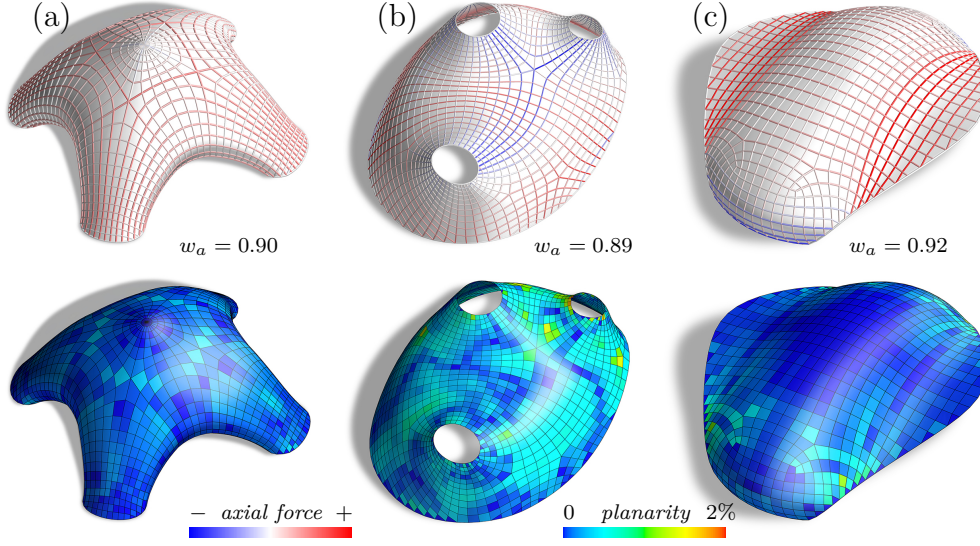 (a) (b) (c)
w_a = 0.90 w_a = 0.89 w_a = 0.92
− axial force + 0 planarity 2%